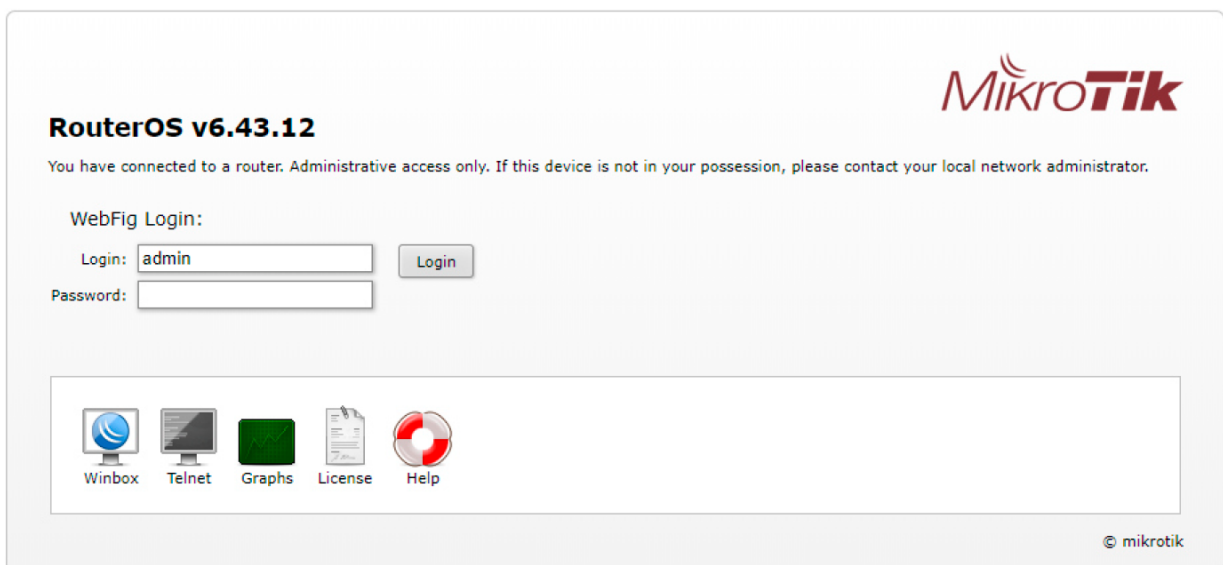 MikroTik
RouterOS v6.43.12
You have connected to a router. Administrative access only. If this device is not in your possession, please contact your local network administrator.
WebFig Login:
Login: admin
Login
Password:
Winbox Telnet Graphs License Help
© mikrotik